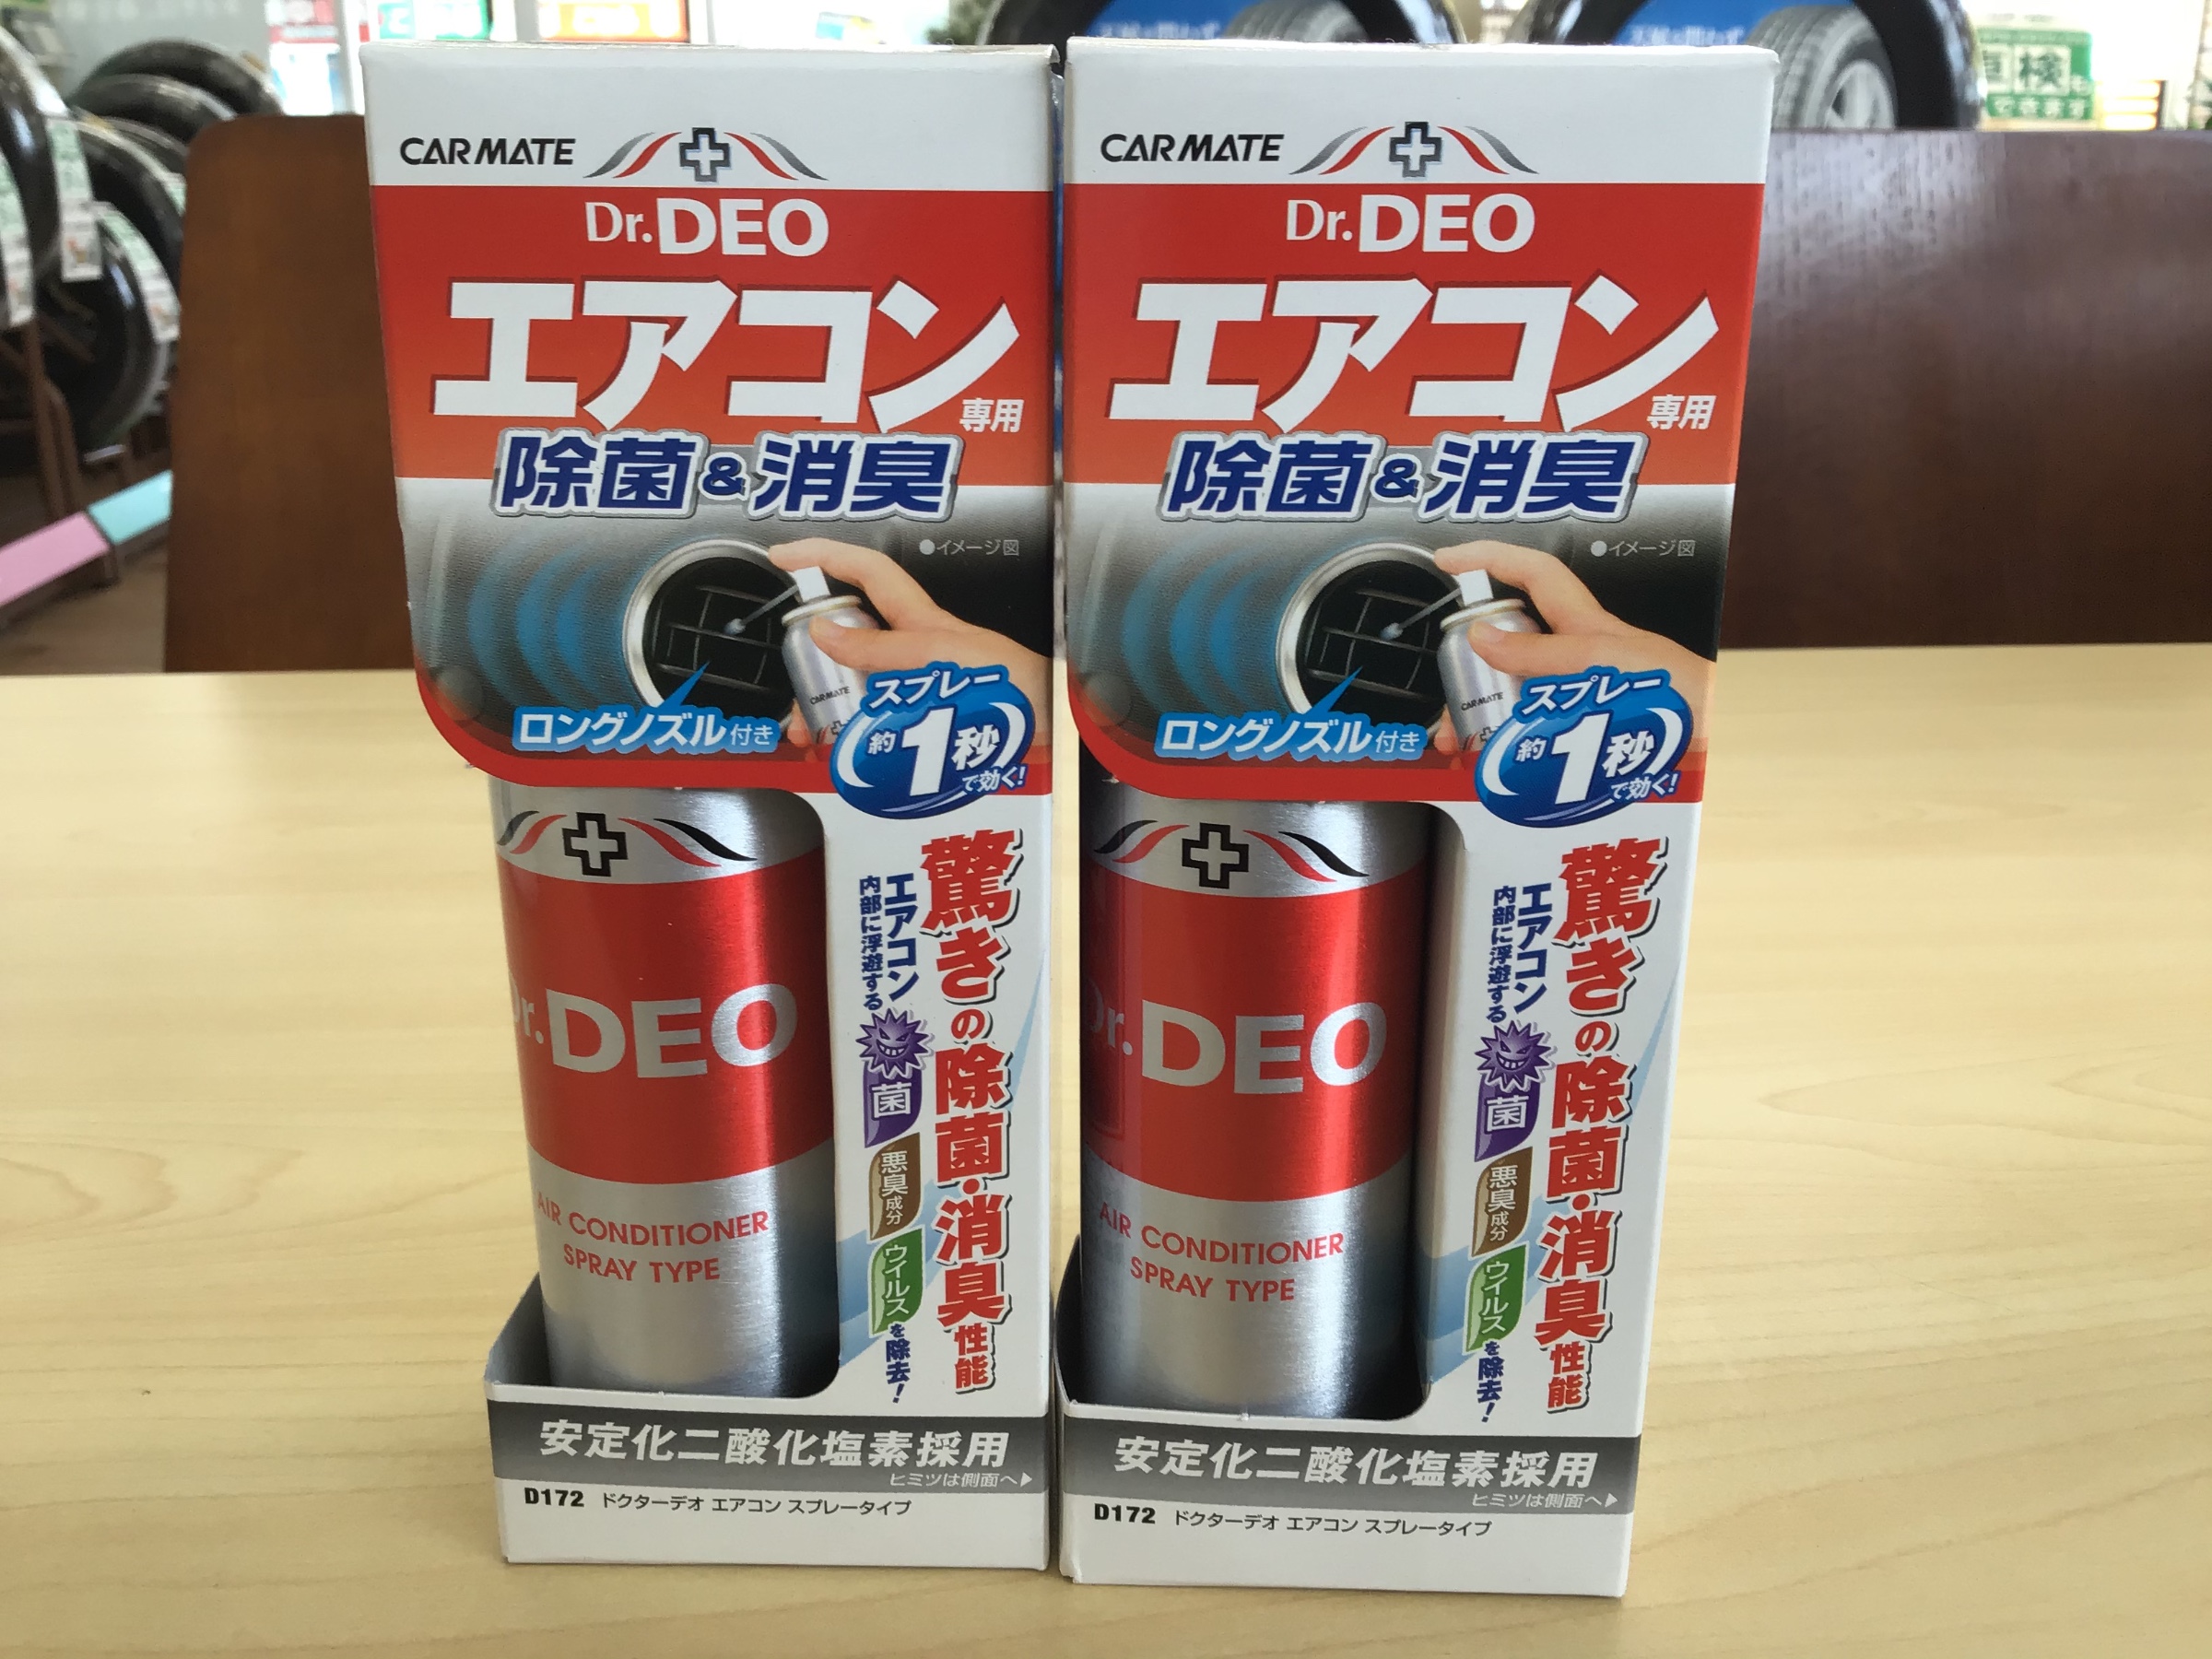 CARMATE
Dr.DEO
エアコン専用
除菌&消臭
●イメージ図
CARMATE
ロングノズル付き
スプレー
約1秒
で効く!
Dr.DEO
AIR CONDITIONER
SPRAY TYPE
驚きの除菌・消臭性能
エアコン
内部に浮遊する
菌
悪臭成分
ウイルス
を除去!
安定化二酸化塩素採用
ヒミツは側面へ▶
D172 ドクターデオ エアコン スプレータイプ
CARMATE
Dr.DEO
エアコン専用
除菌&消臭
●イメージ図
CARMATE
ロングノズル付き
スプレー
約1秒
で効く!
Dr.DEO
AIR CONDITIONER
SPRAY TYPE
驚きの除菌・消臭性能
エアコン
内部に浮遊する
菌
悪臭成分
ウイルス
を除去!
安定化二酸化塩素採用
ヒミツは側面へ▶
D172 ドクターデオ エアコン スプレータイプ